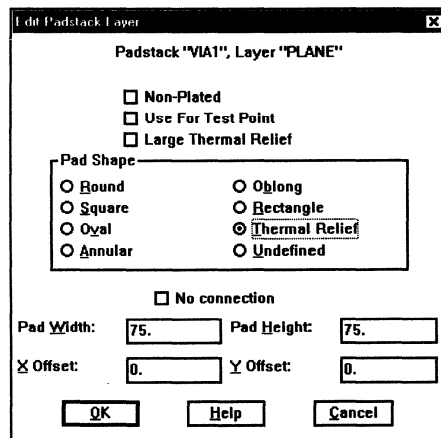 Edit Padstack Layer
Padstack "VIA1", Layer "PLANE"
Non-Plated
Use For Test Point
Large Thermal Relief
Pad Shape
Round
Oblong
Square
Rectangle
Oval
Thermal Relief
Annular
Undefined
No connection
Pad Width: 75. Pad Height: 75.
X Offset: 0. Y Offset: 0.
OK Help Cancel